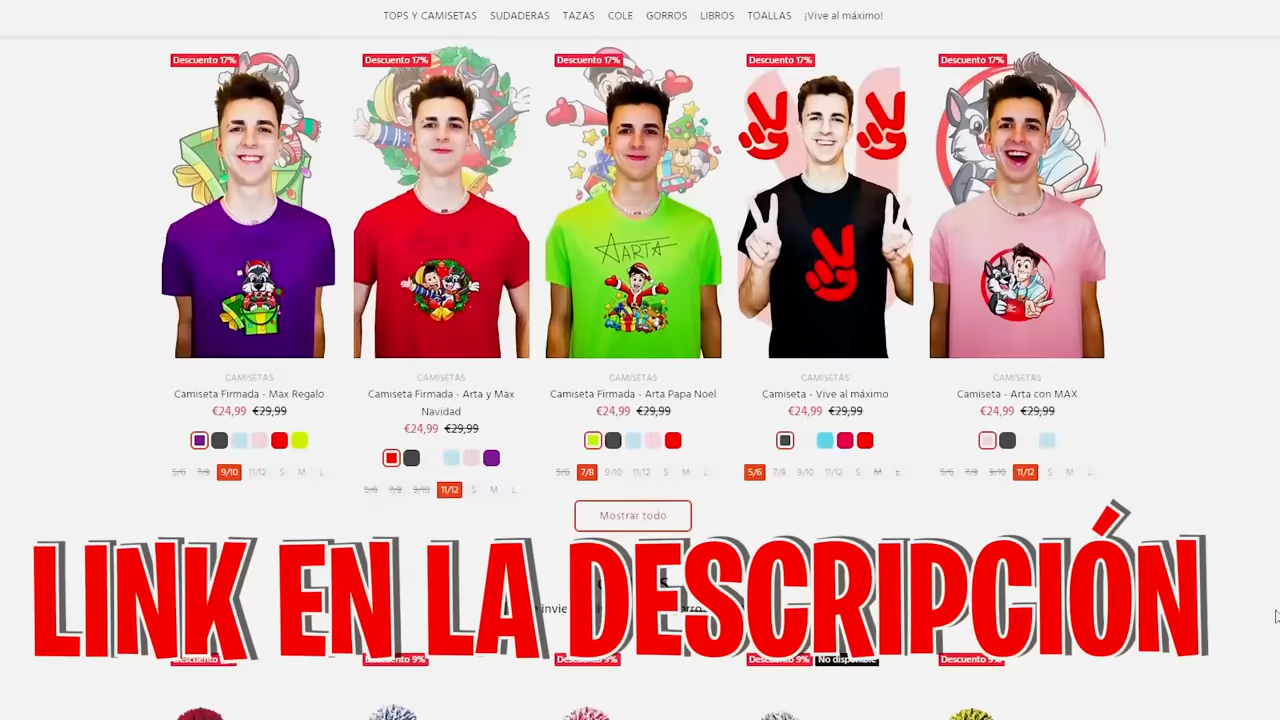 TOPS Y CAMISETAS SUDADERAS TAZAS COLE GORROS LIBROS TOALLAS ¡Vive al máximo!
Descuento 17% Descuento 17% Descuento 17% Descuento 17% Descuento 17%
ARTA
CAMISETAS CAMISETAS CAMISETAS CAMISETAS CAMISETAS
Camiseta Firmada - Max Regalo
€24,99 €29,99
5/6 7/8 9/10 11/12 S M L
Camiseta Firmada - Arta y Max
Navidad
€24,99 €29,99
5/6 7/8 9/10 11/12 S M L
Camiseta Firmada - Arta Papa Noel
€24,99 €29,99
5/6 7/8 9/10 11/12 S M L
Camiseta - Vive al máximo
€24,99 €29,99
5/6 7/8 9/10 11/12 S M L
Camiseta - Arta con MAX
€24,99 €29,99
5/6 7/8 9/10 11/12 S M L
Mostrar todo
LINK EN LA DESCRIPCIÓN
Descuento Descuento 9% Descuento 9% Descuento 9% No disponible Descuento 9%